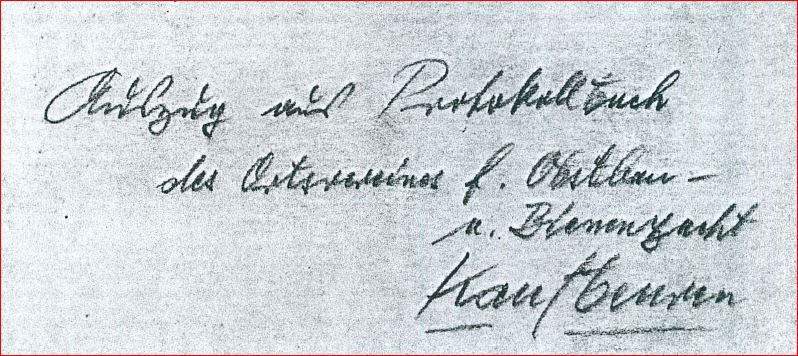 Auszug aus Protokollbuch
des Ortsvereines f. Obstbau-
u. Bienenzucht
Kaufbeuren